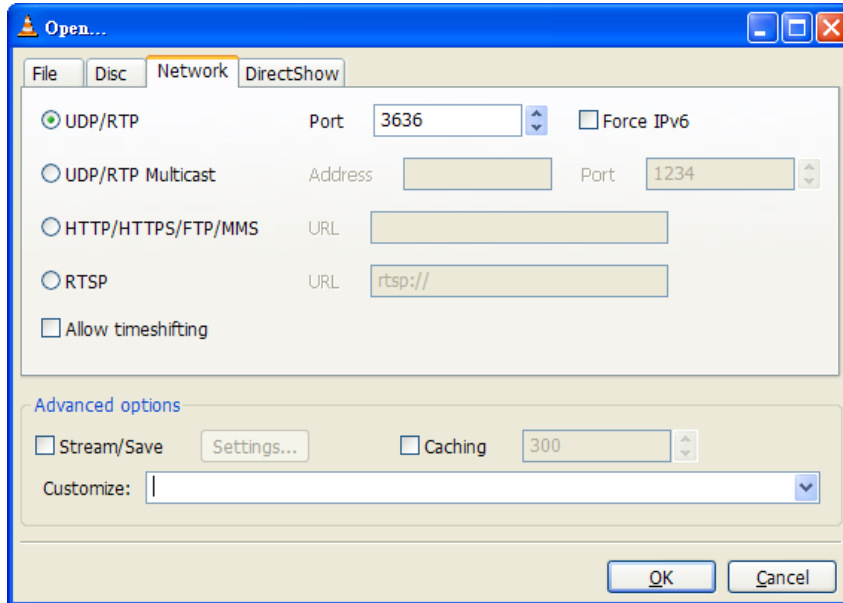 Open...
File Disc Network DirectShow
UDP/RTP Port 3636 Force IPv6
UDP/RTP Multicast Address Port 1234
HTTP/HTTPS/FTP/MMS URL
RTSP URL rtsp://
Allow timeshifting
Advanced options
Stream/Save Settings... Caching 300
Customize:
OK Cancel